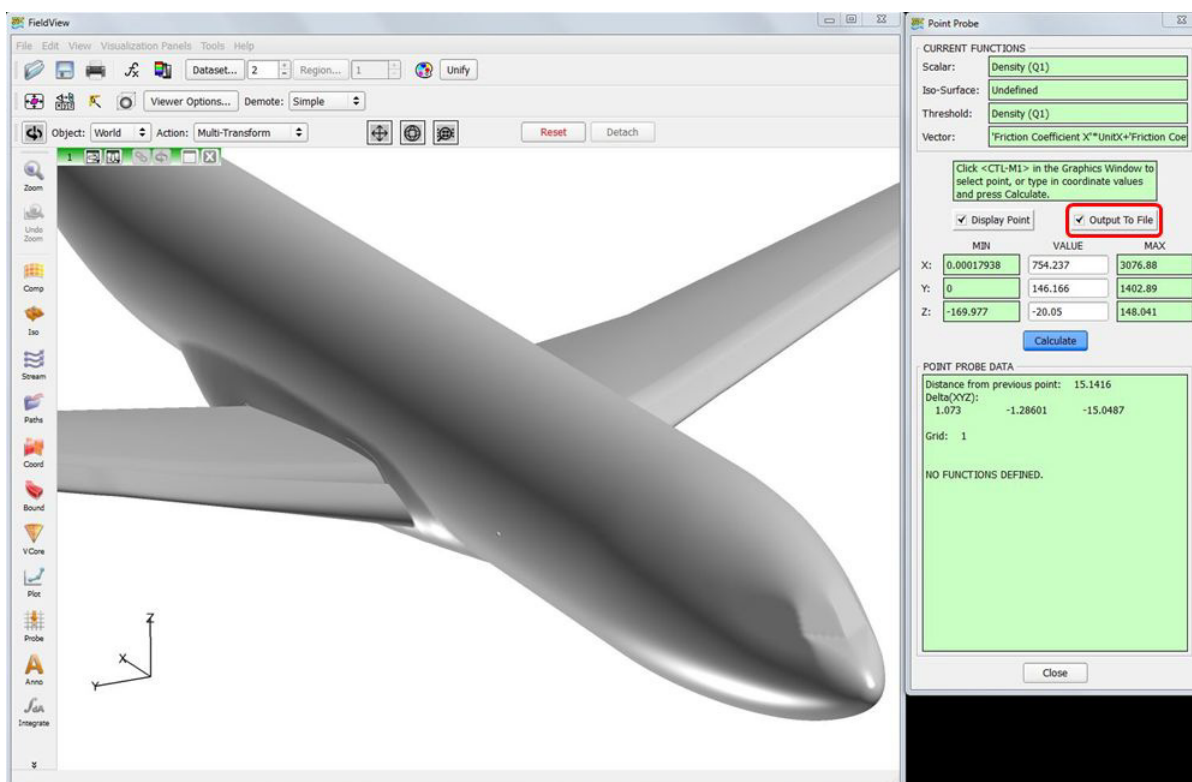 FieldView
File Edit View Visualization Panels Tools Help
Dataset... 2 Region... 1 Unify
Viewer Options... Demote: Simple
Object: World Action: Multi-Transform Reset Detach
1
Zoom
Undo Zoom
Comp
Iso
Stream
Paths
Coord
Bound
VCore
Plot
Probe
Anno
Integrate
Z
X
Y
Point Probe
CURRENT FUNCTIONS
Scalar: Density (Q1)
Iso-Surface: Undefined
Threshold: Density (Q1)
Vector: 'Friction Coefficient X'*UnitX+'Friction Coe
Click <CTL-M1> in the Graphics Window to
select point, or type in coordinate values
and press Calculate.
Display Point Output To File
MIN VALUE MAX
X: 0.00017938 754.237 3076.88
Y: 0 146.166 1402.89
Z: -169.977 -20.05 148.041
Calculate
POINT PROBE DATA
Distance from previous point: 15.1416
Delta(XYZ):
1.073 -1.28601 -15.0487
Grid: 1
NO FUNCTIONS DEFINED.
Close